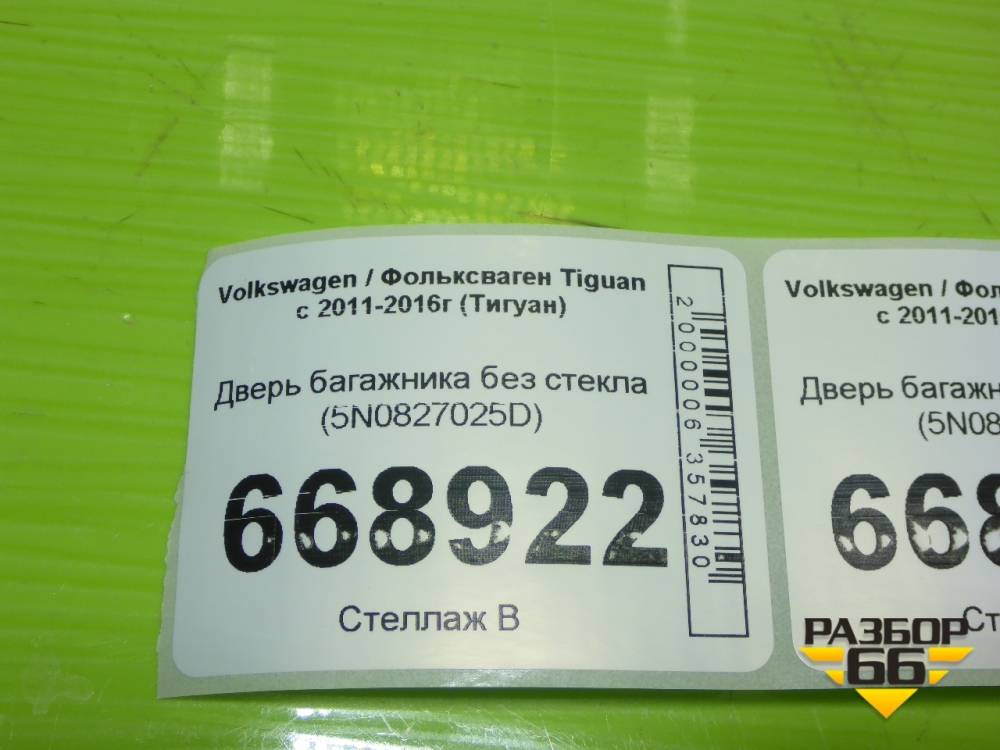 Volkswagen / Фольксваген Tiguan
с 2011-2016г (Тигуан)
Дверь багажника без стекла
(5N0827025D)
668922
Стеллаж В
2000006357830
Volkswagen / Фол
с 2011-201
Дверь багажн
(5N08
668
Ст
РАЗБОР
66